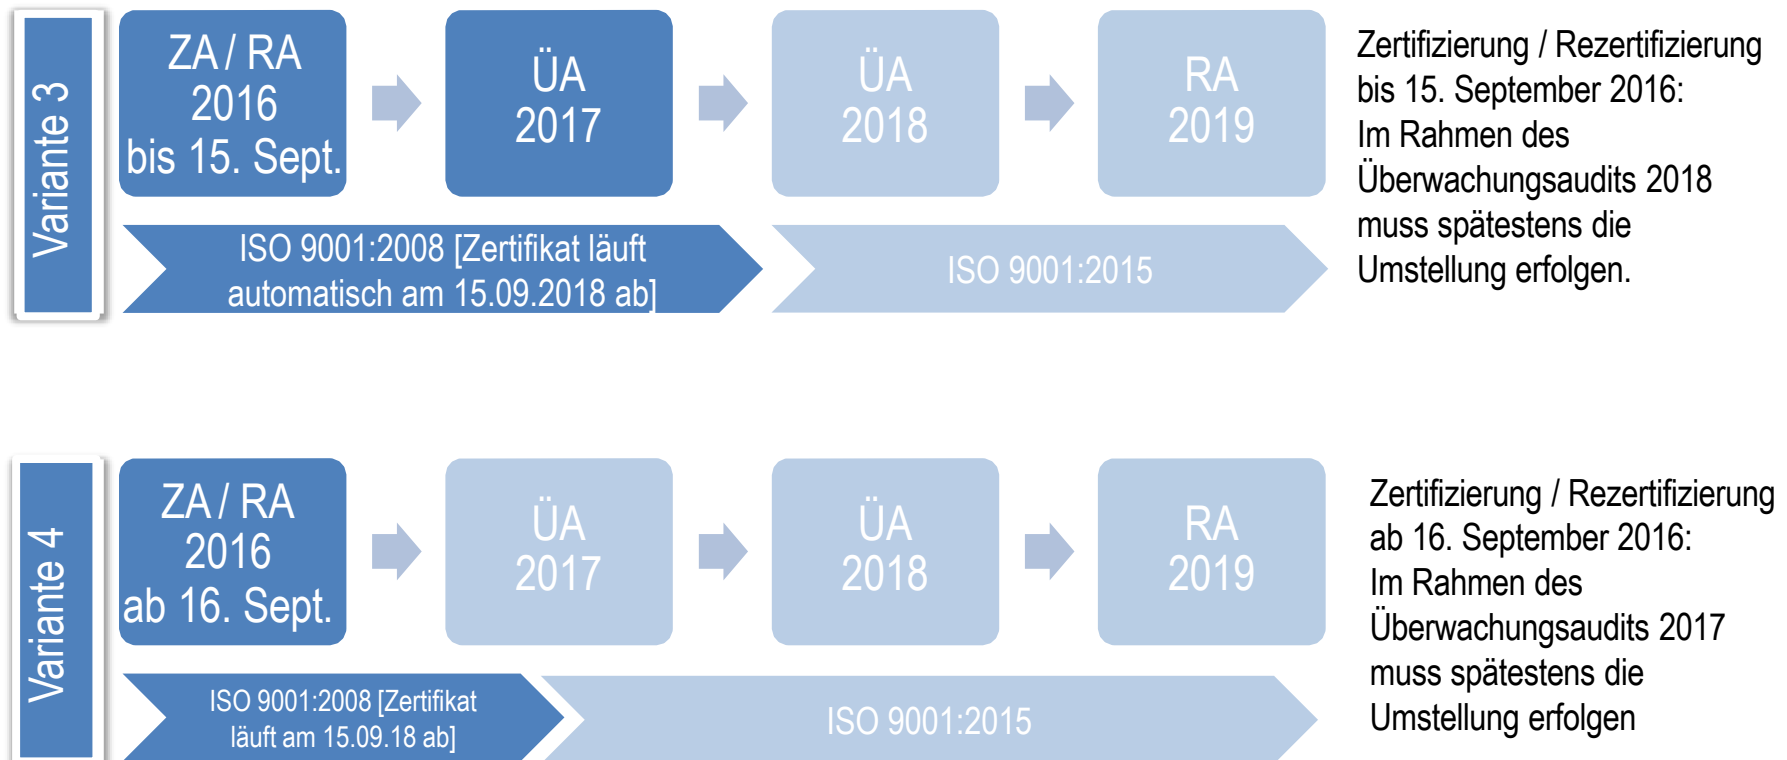 Variante 3
ZA / RA
2016
bis 15. Sept.
ÜA
2017
ÜA
2018
RA
2019
ISO 9001:2008 [Zertifikat läuft
automatisch am 15.09.2018 ab]
ISO 9001:2015
Zertifizierung / Rezertifizierung
bis 15. September 2016:
Im Rahmen des
Überwachungsaudits 2018
muss spätestens die
Umstellung erfolgen.
Variante 4
ZA / RA
2016
ab 16. Sept.
ÜA
2017
ÜA
2018
RA
2019
ISO 9001:2008 [Zertifikat
läuft am 15.09.18 ab]
ISO 9001:2015
Zertifizierung / Rezertifizierung
ab 16. September 2016:
Im Rahmen des
Überwachungsaudits 2017
muss spätestens die
Umstellung erfolgen